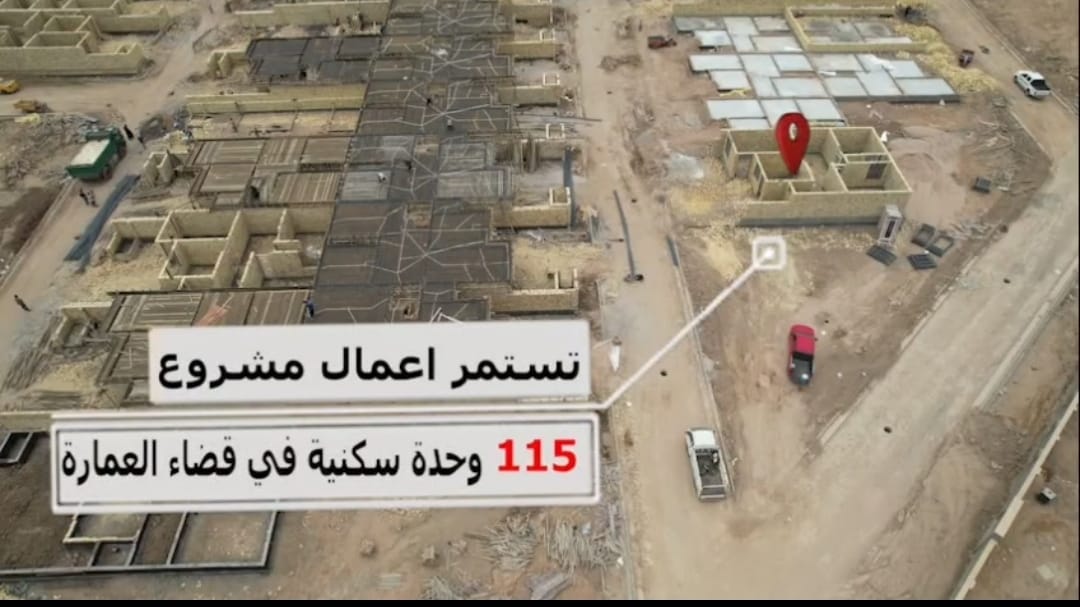 تستمر اعمال مشروع
115 وحدة سكنية في قضاء العمارة